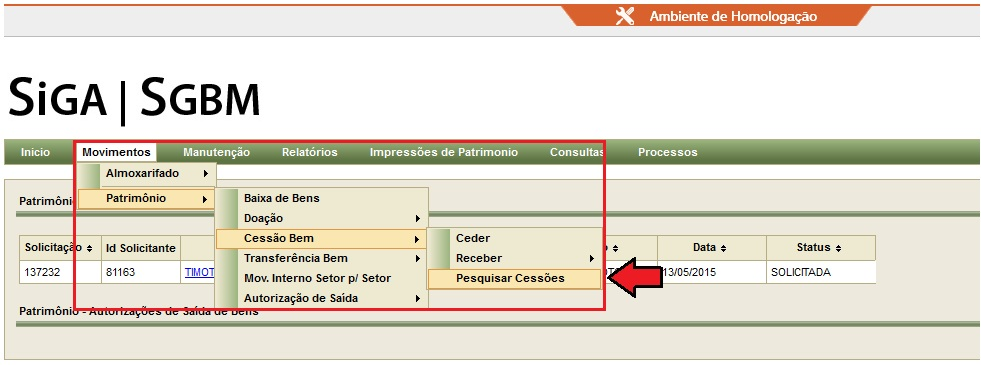 Ambiente de Homologação
SIGA | SGBM
Inicio Movimentos Manutenção Relatórios Impressões de Patrimonio Consultas Processos
Almoxarifado
Patrimônio
Baixa de Bens
Doação
Cessão Bem
Transferência Bem
Mov. Interno Setor p/ Setor
Autorização de Saída
Ceder
Receber
Pesquisar Cessões
Patrimônio
Solicitação Id Solicitante Data Status
137232 81163 TIMOT 13/05/2015 SOLICITADA
Patrimônio - Autorizações de Saída de Bens